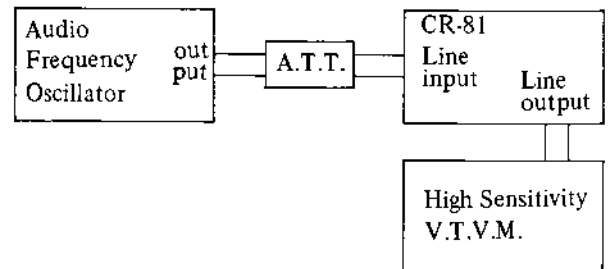 Audio
Frequency
Oscillator
out
put
A.T.T.
CR-81
Line
input
Line
output
High Sensitivity
V.T.V.M.